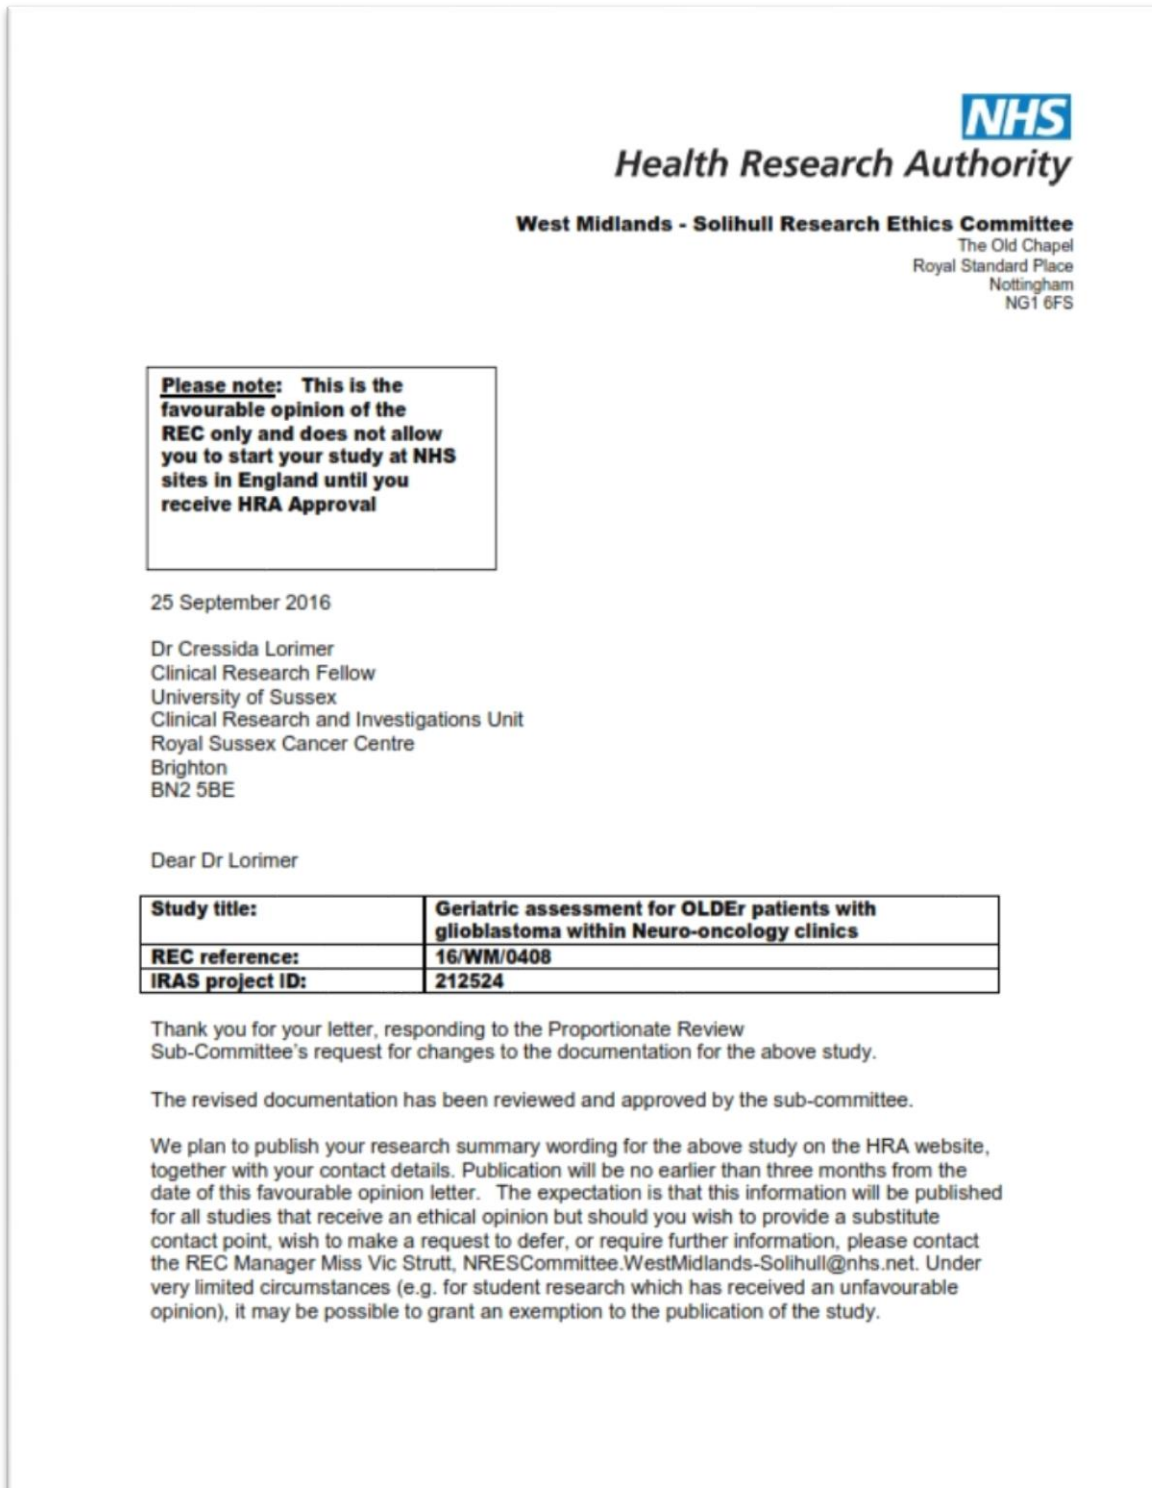 NHS
Health Research Authority
West Midlands - Solihull Research Ethics Committee
The Old Chapel
Royal Standard Place
Nottingham
NG1 6FS
Please note: This is the
favourable opinion of the
REC only and does not allow
you to start your study at NHS
sites in England until you
receive HRA Approval
25 September 2016
Dr Cressida Lorimer
Clinical Research Fellow
University of Sussex
Clinical Research and Investigations Unit
Royal Sussex Cancer Centre
Brighton
BN2 5BE
Dear Dr Lorimer
Study title: Geriatric assessment for OLDEr patients with
glioblastoma within Neuro-oncology clinics
REC reference: 16/WM/0408
IRAS project ID: 212524
Thank you for your letter, responding to the Proportionate Review
Sub-Committee's request for changes to the documentation for the above study.
The revised documentation has been reviewed and approved by the sub-committee.
We plan to publish your research summary wording for the above study on the HRA website,
together with your contact details. Publication will be no earlier than three months from the
date of this favourable opinion letter. The expectation is that this information will be published
for all studies that receive an ethical opinion but should you wish to provide a substitute
contact point, wish to make a request to defer, or require further information, please contact
the REC Manager Miss Vic Strutt, NRESCommittee.WestMidlands-Solihull@nhs.net. Under
very limited circumstances (e.g. for student research which has received an unfavourable
opinion), it may be possible to grant an exemption to the publication of the study.